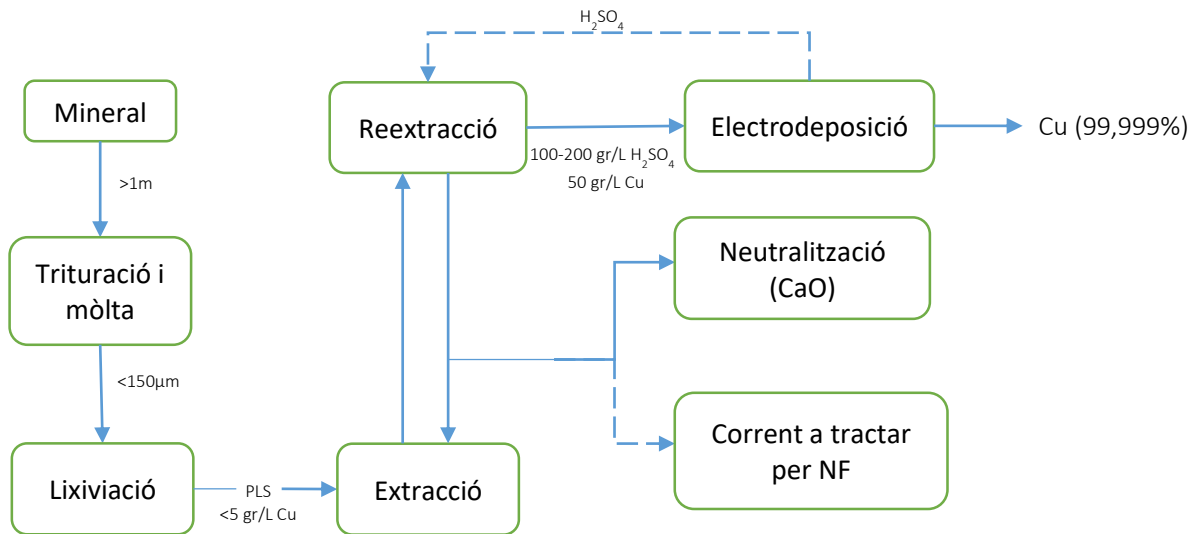 H₂SO₄
Mineral
Reextracció
Electrodeposició
Cu (99,999%)
100-200 gr/L H₂SO₄
50 gr/L Cu
>1m
Trituració i
mòlta
Neutralització
(CaO)
<150µm
Lixiviació
PLS
<5 gr/L Cu
Extracció
Corrent a tractar
per NF